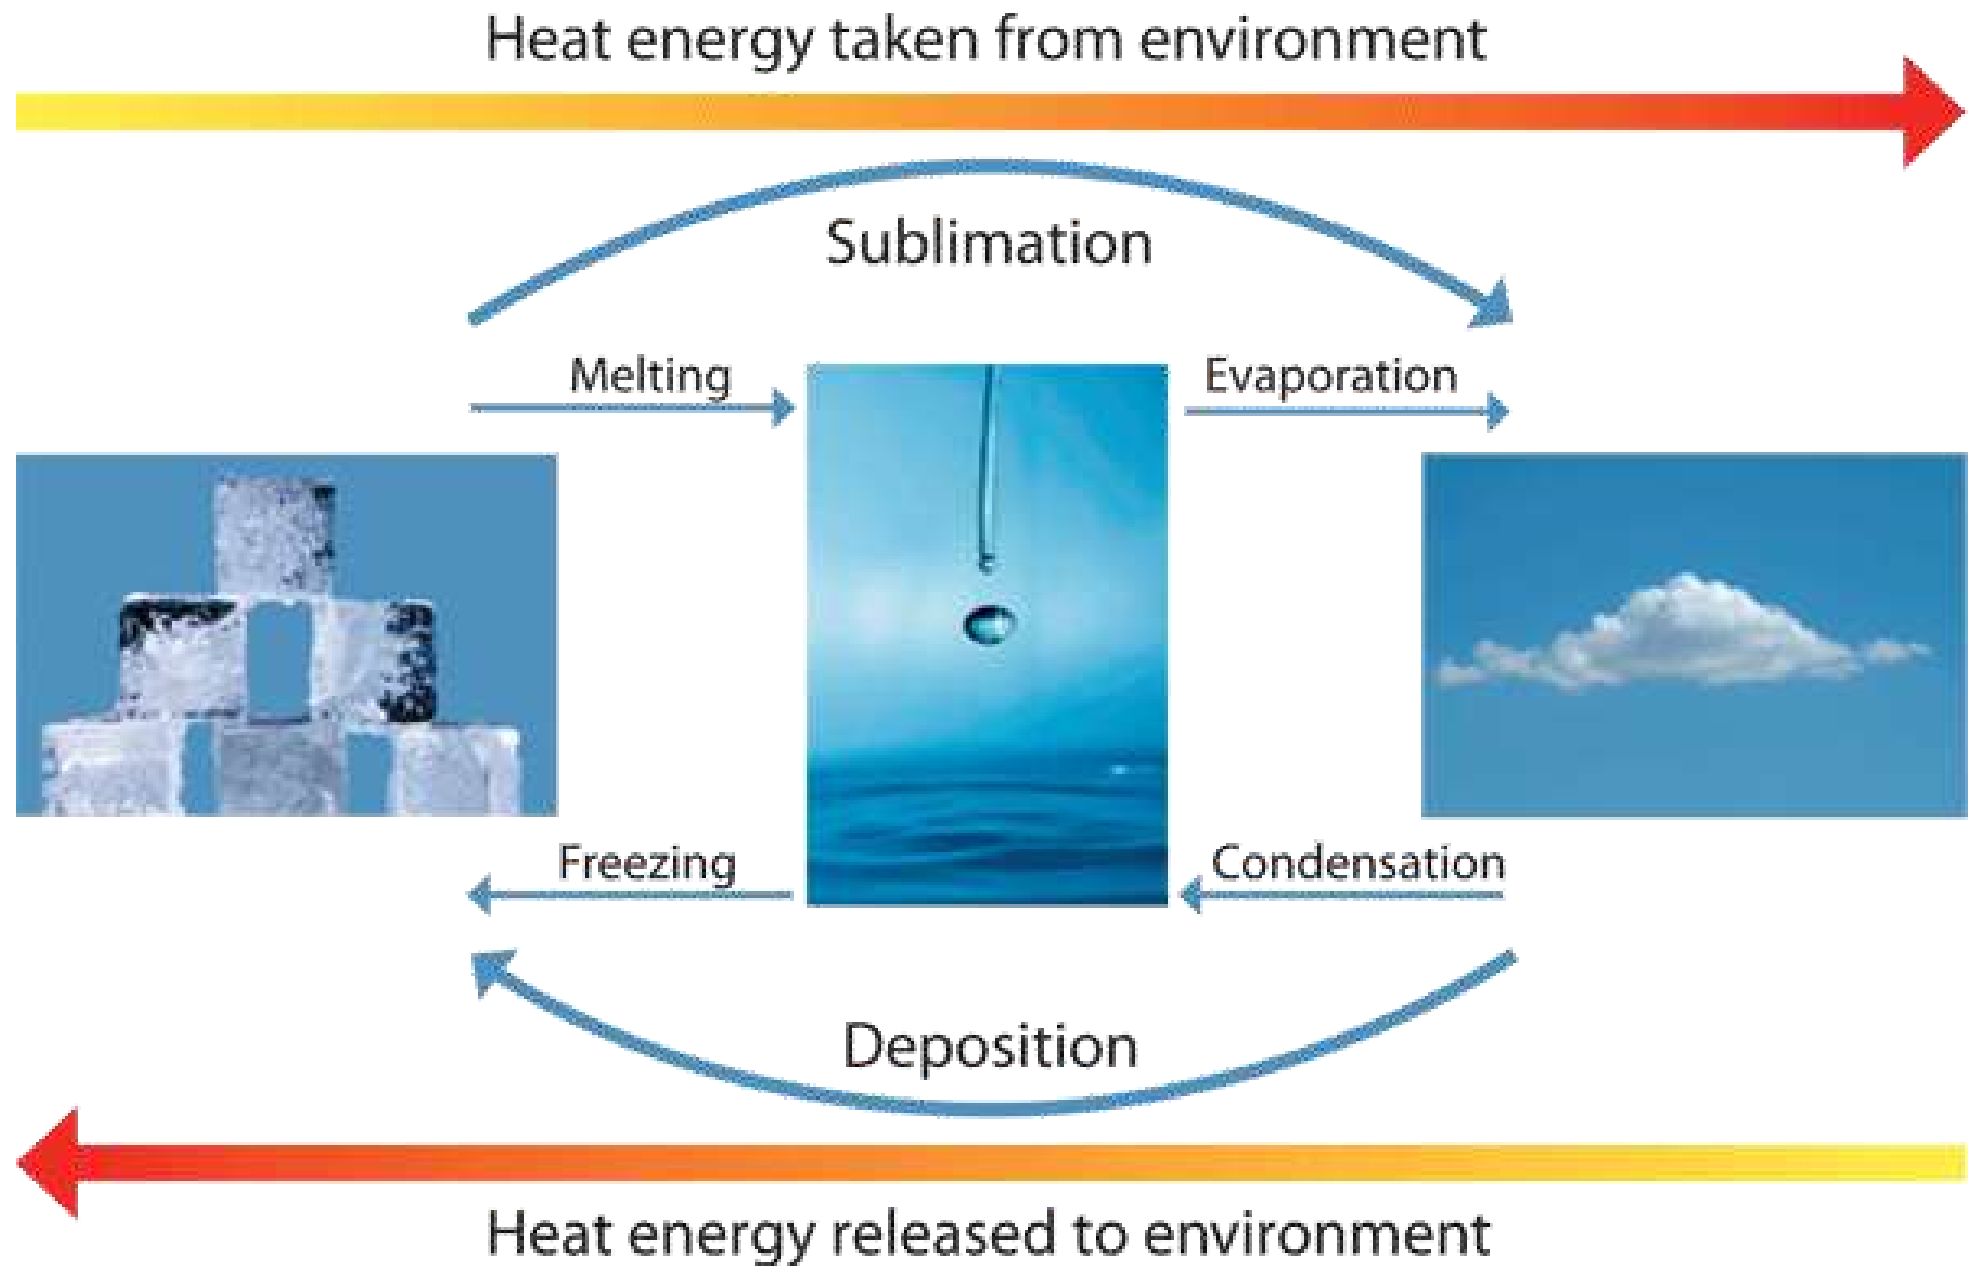 Heat energy taken from environment
Sublimation
Melting
Evaporation
Freezing
Condensation
Deposition
Heat energy released to environment